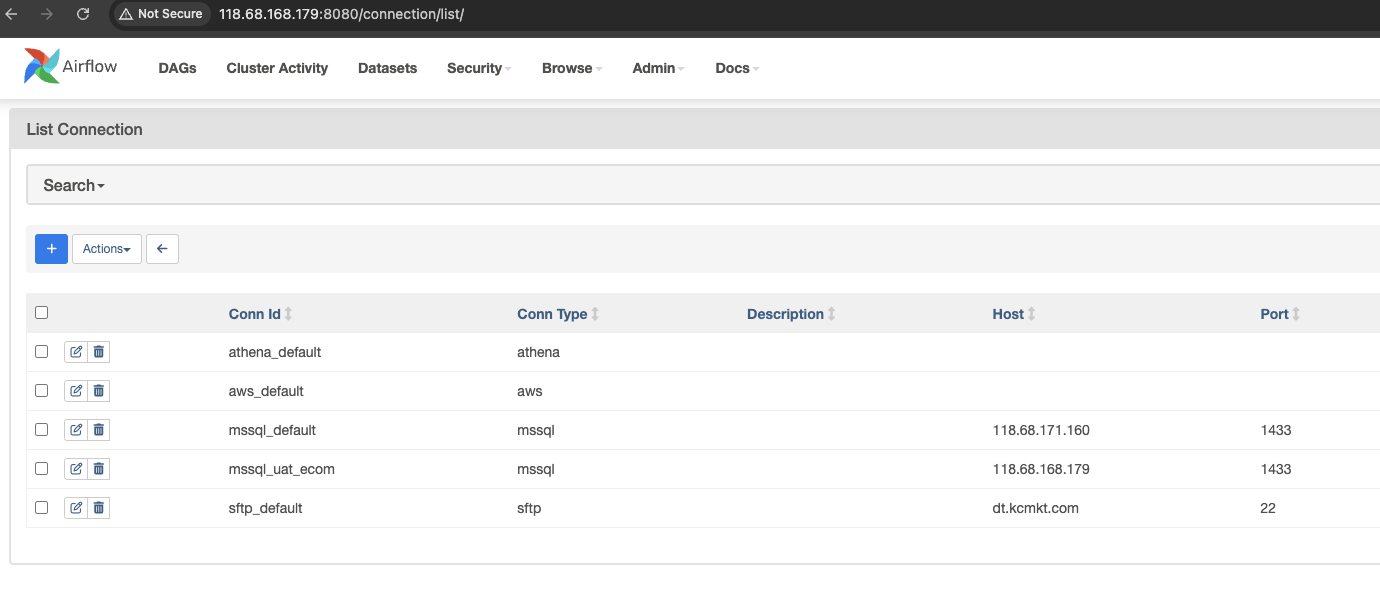 Not Secure 118.68.168.179:8080/connection/list/
Airflow DAGs Cluster Activity Datasets Security Browse Admin Docs
List Connection
Search
+ Actions
Conn Id Conn Type Description Host Port
athena_default athena
aws_default aws
mssql_default mssql 118.68.171.160 1433
mssql_uat_ecom mssql 118.68.168.179 1433
sftp_default sftp dt.kcmkt.com 22